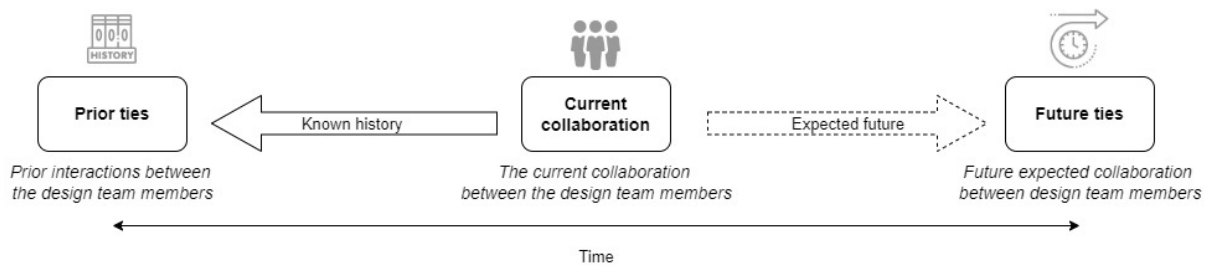 HISTORY
Prior ties
Known history
Current
collaboration
Expected future
Future ties
Prior interactions between
the design team members
The current collaboration
between the design team members
Future expected collaboration
between design team members
Time